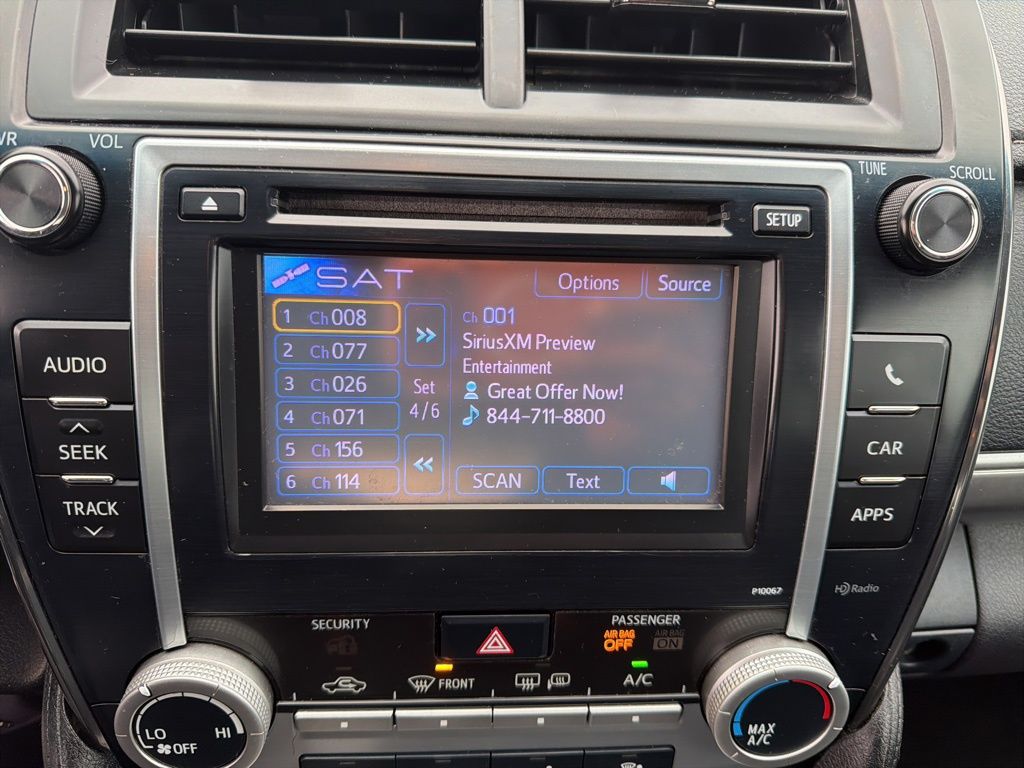 VOL
TUNE
SCROLL
SETUP
SAT
Options
Source
1 Ch 008
2 Ch 077
3 Ch 026
4 Ch 071
5 Ch 156
6 Ch 114
Set
4/6
Ch 001
SiriusXM Preview
Entertainment
Great Offer Now!
844-711-8800
SCAN
Text
AUDIO
SEEK
TRACK
CAR
APPS
P10067
HD Radio
SECURITY
PASSENGER
AIR BAG
OFF
AIR BAG
ON
FRONT
A/C
LO
HI
OFF
MAX
A/C